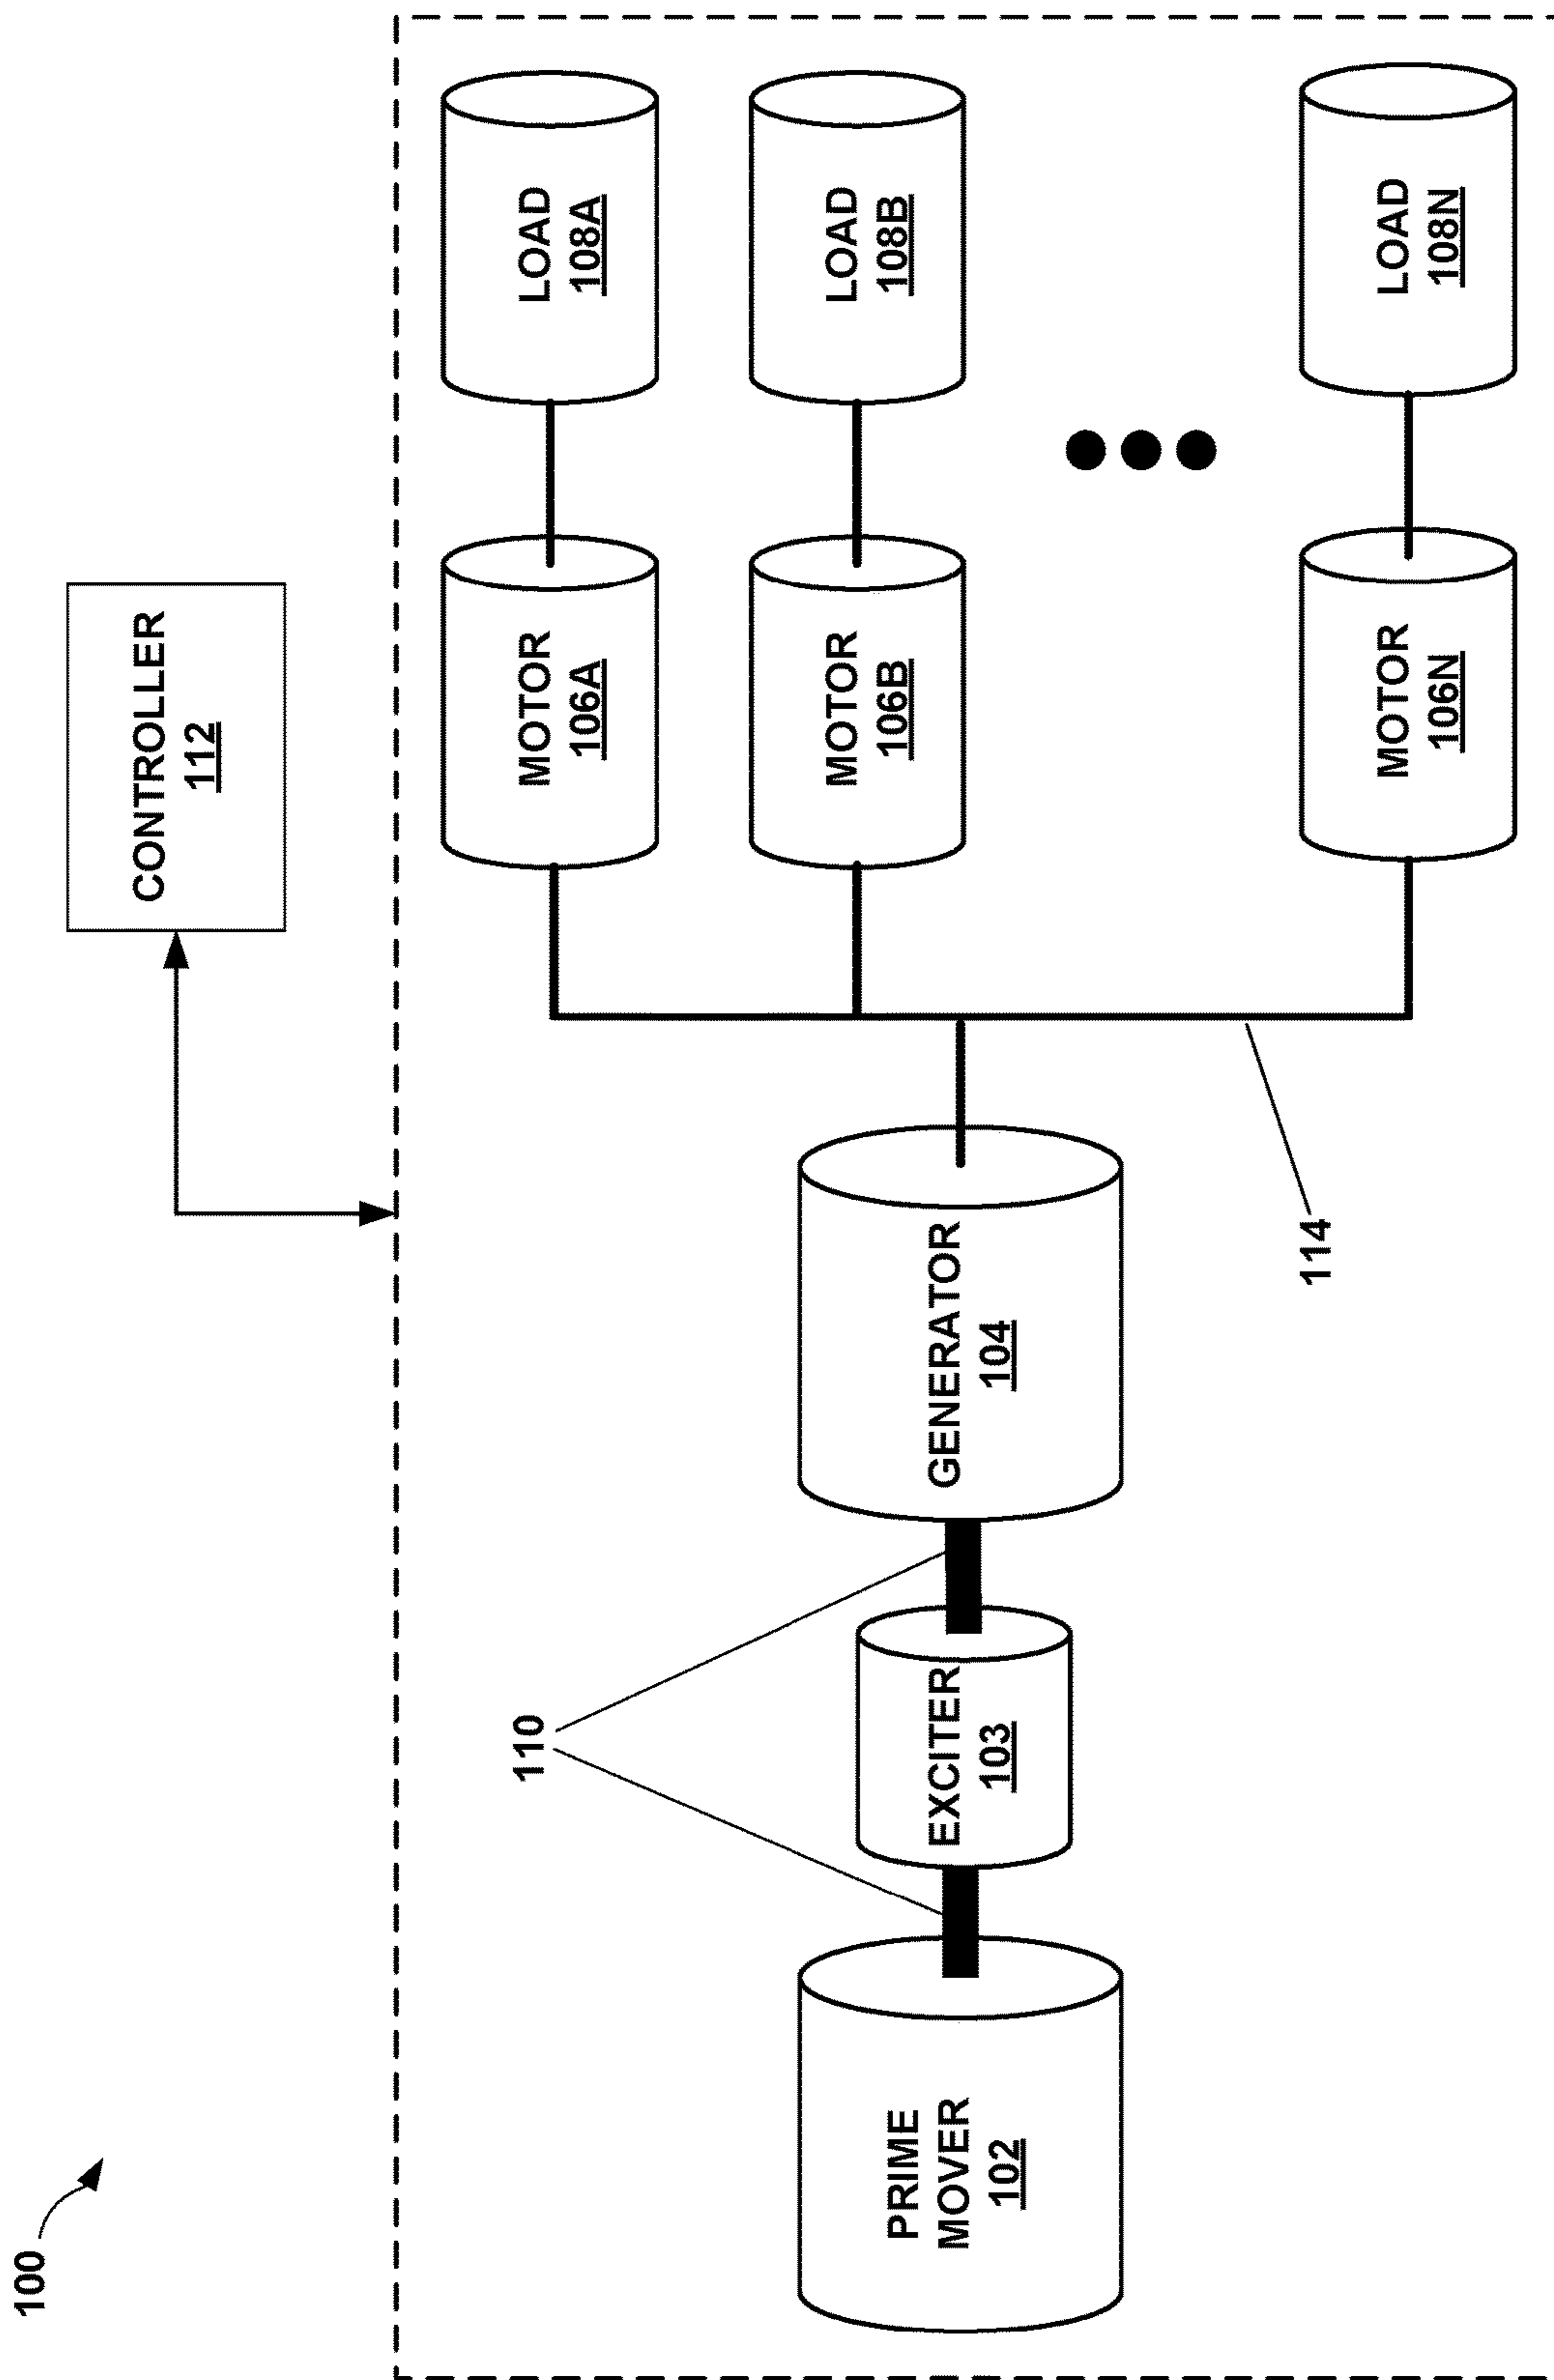 100
CONTROLLER
112
MOTOR
106A
LOAD
108A
110
PRIME
MOVER
102
EXCITER
103
GENERATOR
104
MOTOR
106B
LOAD
108B
114
MOTOR
106N
LOAD
108N